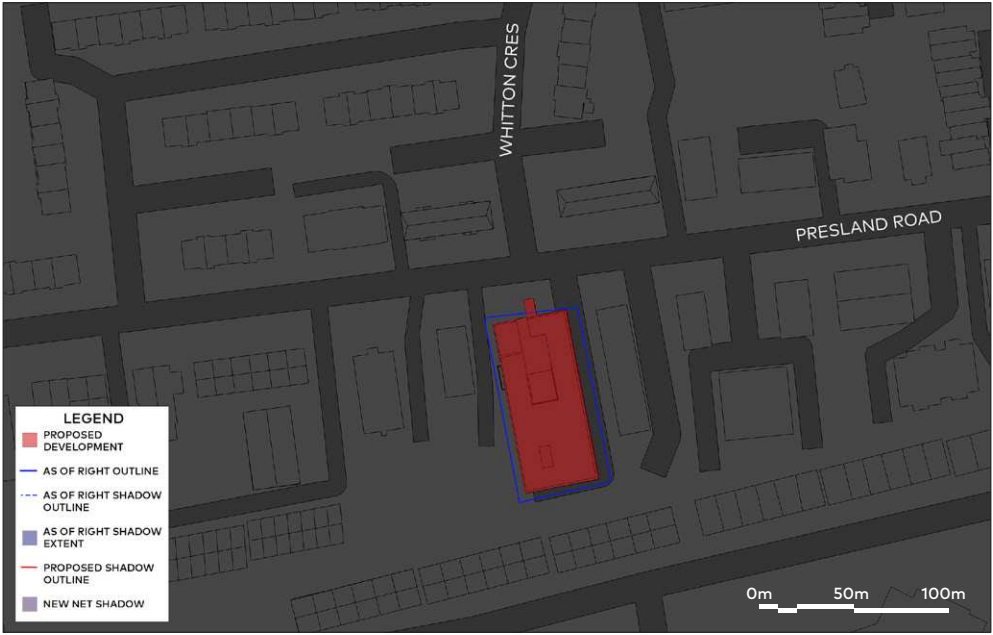 WHITTON CRES
PRESLAND ROAD
LEGEND
PROPOSED
DEVELOPMENT
AS OF RIGHT OUTLINE
AS OF RIGHT SHADOW
OUTLINE
AS OF RIGHT SHADOW
EXTENT
PROPOSED SHADOW
OUTLINE
NEW NET SHADOW
0m 50m 100m